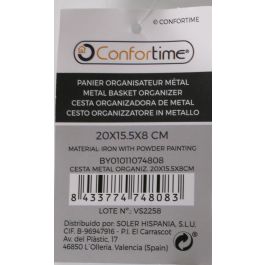 © CONFORTIME
Confortime®
PANIER ORGANISATEUR MÉTAL
METAL BASKET ORGANIZER
CESTA ORGANIZADORA DE METAL
CESTO ORGANIZZATORE IN METALLO
20X15.5X8 CM
MATERIAL: IRON WITH POWDER PAINTING
BY01011074808
CESTA METAL ORGANIZ. 20X15.5X8CM
8 433774 748083
LOTE N°.: VS2258
Distribuido por: SOLER HISPANIA, S.L.U.
CIF. B-96947916 - P.I. El Carrascot
Av. del Plàstic, 17
46850 L'Olleria. Valencia (Spain)